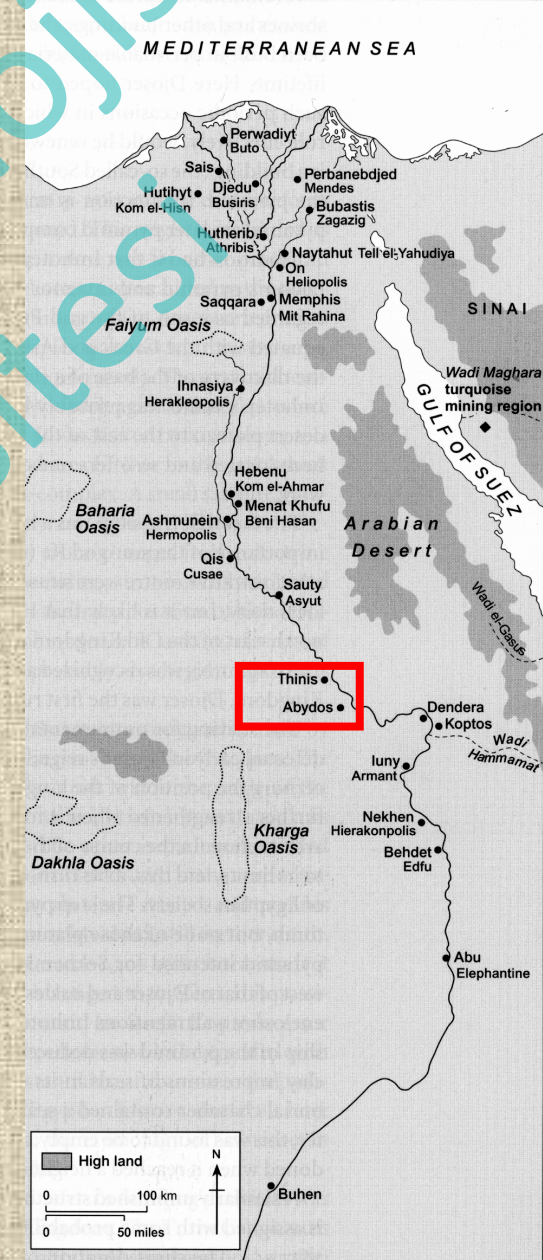 MEDITERRANEAN SEA
Perwadiyt
Buto
Sais
Djedu
Busiris
Perbanebdjed
Mendes
Hutihyt
Kom el-Hisn
Bubastis
Zagazig
Hutherib
Athribis
Naytahut Tell el-Yahudiya
On
Heliopolis
Saqqara
Memphis
Mit Rahina
SINAI
Faiyum Oasis
Wadi Maghara
turquoise
mining region
GULF OF SUEZ
Ihnasiya
Herakleopolis
Hebenu
Kom el-Ahmar
Menat Khufu
Beni Hasan
Baharia
Oasis
Ashmunein
Hermopolis
Arabian
Desert
Qis
Cusae
Sauty
Asyut
Wadi el-Gasus
Thinis
Abydos
Dendera
Koptos
Wadi
Hammamat
Iuny
Armant
Nekhen
Hierakonpolis
Kharga
Oasis
Dakhla Oasis
Behdet
Edfu
Abu
Elephantine
High land
N
0 100 km
0 50 miles
Buhen